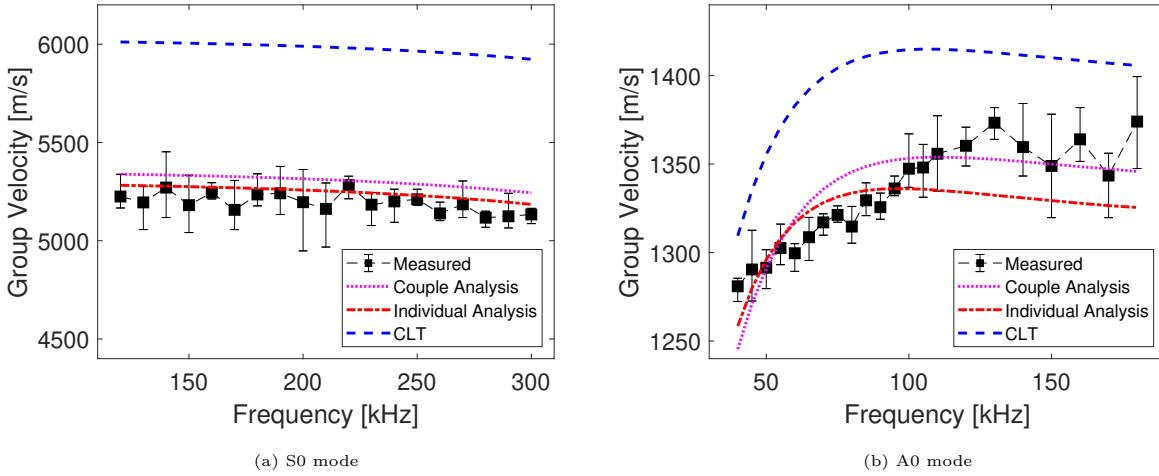 6000
5500
5000
4500
Group Velocity [m/s]
150
200
250
300
Frequency [kHz]
Measured
Couple Analysis
Individual Analysis
CLT
(a) S0 mode
1400
1350
1300
1250
Group Velocity [m/s]
50
100
150
Frequency [kHz]
Measured
Couple Analysis
Individual Analysis
CLT
(b) A0 mode